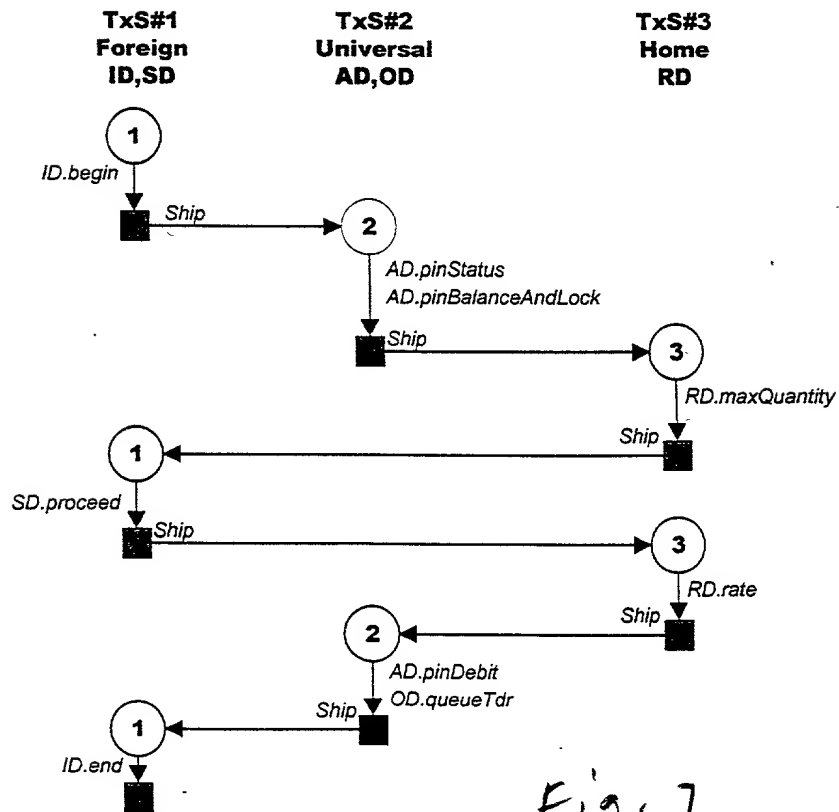 TxS#1
Foreign
ID,SD
TxS#2
Universal
AD,OD
TxS#3
Home
RD
1
ID.begin
Ship
2
AD.pinStatus
AD.pinBalanceAndLock
Ship
3
RD.maxQuantity
Ship
1
SD.proceed
Ship
3
RD.rate
Ship
2
AD.pinDebit
OD.queueTdr
Ship
1
ID.end
Fig. 7